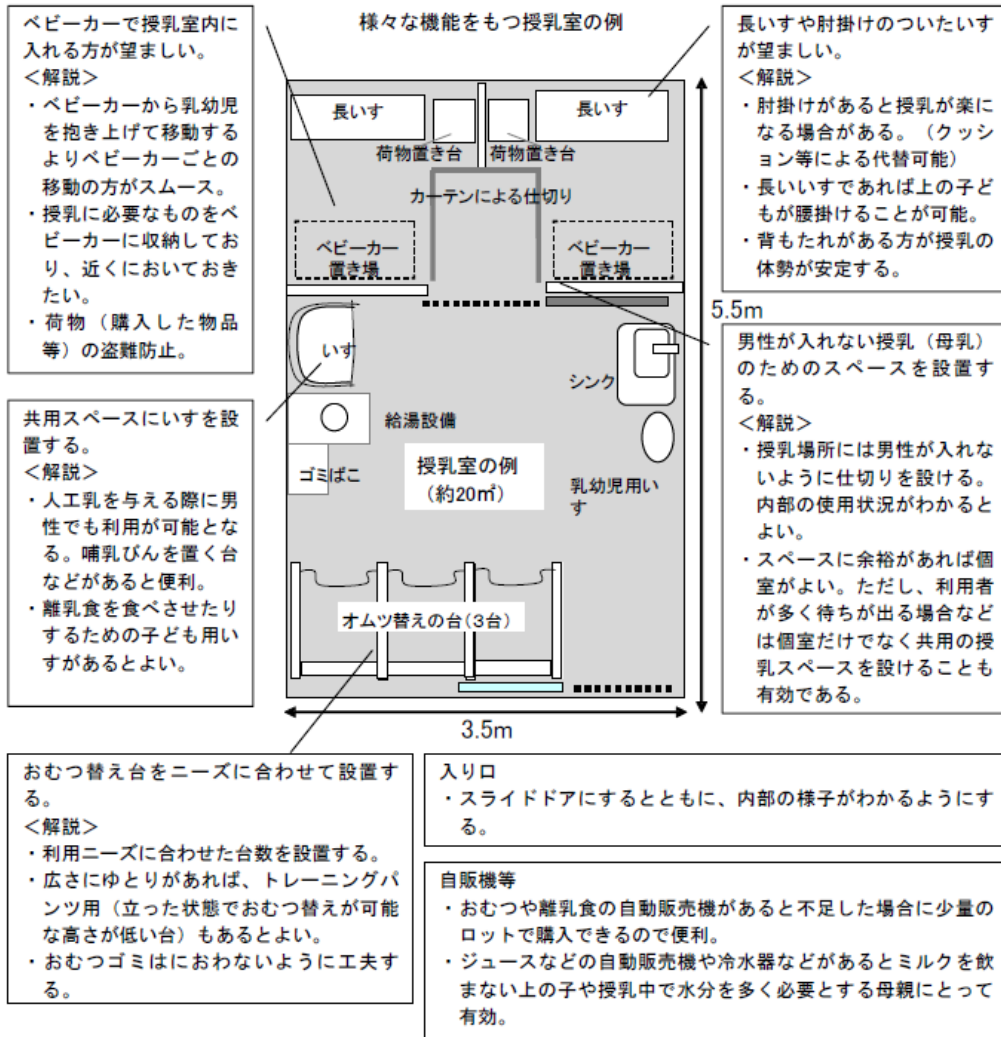 様々な機能をもつ授乳室の例
ベビーカーで授乳室内に
入れる方が望ましい。
＜解説＞
・ベビーカーから乳幼児
を抱き上げて移動する
よりベビーカーごとの
移動の方がスムース。
・授乳に必要なものをベ
ビーカーに収納してお
り、近くにおいておき
たい。
・荷物（購入した物品
等）の盗難防止。
長いすや肘掛けのついたいす
が望ましい。
＜解説＞
・肘掛けがあると授乳が楽に
なる場合がある。（クッシ
ョン等による代替可能）
・長いいすであれば上の子ど
もが腰掛けることが可能。
・背もたれがある方が授乳の
体勢が安定する。
長いす
長いす
荷物置き台
荷物置き台
カーテンによる仕切り
ベビーカー
置き場
ベビーカー
置き場
5.5m
いす
シンク
給湯設備
ゴミばこ
授乳室の例
（約20㎡）
乳幼児用い
す
オムツ替えの台（3台）
3.5m
共用スペースにいすを設
置する。
＜解説＞
・人工乳を与える際に男
性でも利用が可能とな
る。哺乳びんを置く台
などがあると便利。
・離乳食を食べさせたり
するための子ども用い
すがあるとよい。
男性が入れない授乳（母乳）
のためのスペースを設置す
る。
＜解説＞
・授乳場所には男性が入れな
いように仕切りを設ける。
内部の使用状況がわかると
よい。
・スペースに余裕があれば個
室がよい。ただし、利用者
が多く待ちが出る場合など
は個室だけでなく共用の授
乳スペースを設けることも
有効である。
おむつ替え台をニーズに合わせて設置す
る。
＜解説＞
・利用ニーズに合わせた台数を設置する。
・広さにゆとりがあれば、トレーニングパ
ンツ用（立った状態でおむつ替えが可能
な高さが低い台）もあるとよい。
・おむつゴミはにおわないように工夫す
る。
入り口
・スライドドアにするとともに、内部の様子がわかるようにす
る。
自販機等
・おむつや離乳食の自動販売機があると不足した場合に少量の
ロットで購入できるので便利。
・ジュースなどの自動販売機や冷水器などがあるとミルクを飲
まない上の子や授乳中で水分を多く必要とする母親にとって
有効。